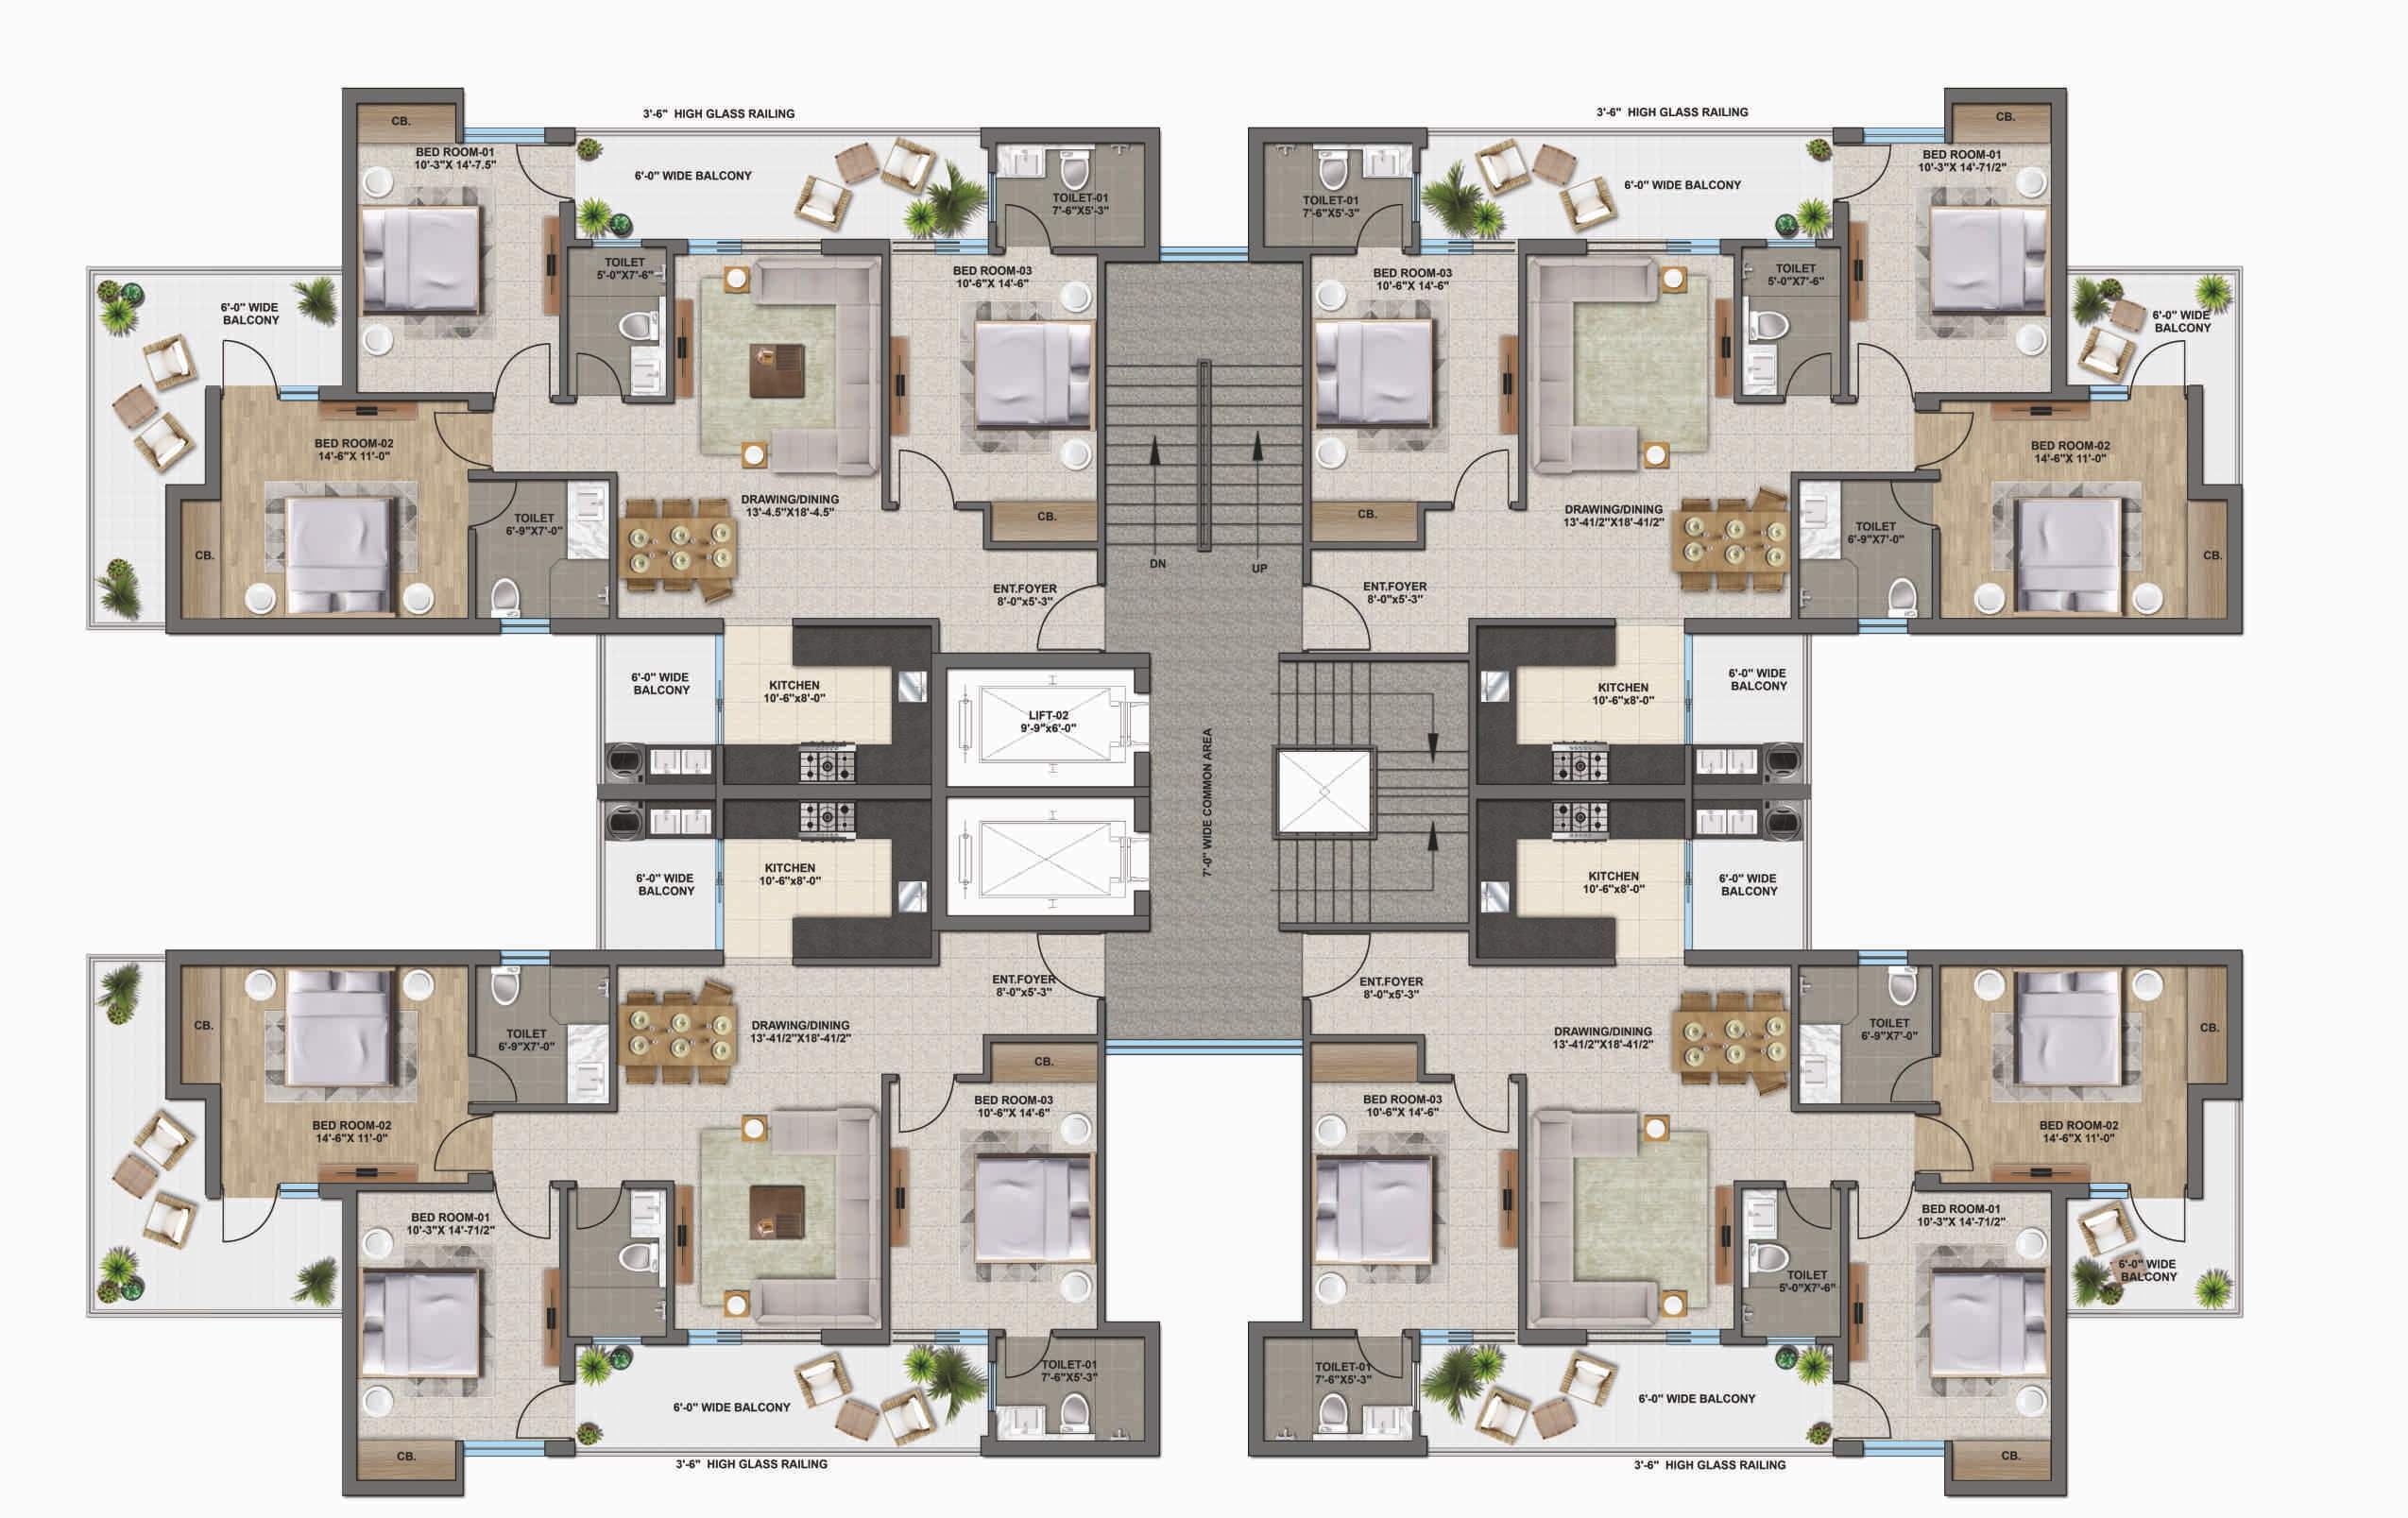 3'-6" HIGH GLASS RAILING
3'-6" HIGH GLASS RAILING
CB.
BED ROOM-01
10'-3"X 14'-7.5"
6'-0" WIDE BALCONY
TOILET-01
7'-6"X5'-3"
TOILET
5'-0"X7'-6"
BED ROOM-03
10'-6"X 14'-6"
6'-0" WIDE
BALCONY
BED ROOM-02
14'-6"X 11'-0"
CB.
TOILET
6'-9"X7'-0"
DRAWING/DINING
13'-4.5"X18'-4.5"
CB.
ENT.FOYER
8'-0"x5'-3"
DN
UP
TOILET-01
7'-6"X5'-3"
6'-0" WIDE BALCONY
CB.
BED ROOM-01
10'-3"X 14'-71/2"
BED ROOM-03
10'-6"X 14'-6"
TOILET
5'-0"X7'-6"
6'-0" WIDE
BALCONY
BED ROOM-02
14'-6"X 11'-0"
CB.
DRAWING/DINING
13'-41/2"X18'-41/2"
TOILET
6'-9"X7'-0"
CB.
ENT.FOYER
8'-0"x5'-3"
6'-0" WIDE
BALCONY
KITCHEN
10'-6"x8'-0"
LIFT-02
9'-9"x6'-0"
7'-0" WIDE COMMON AREA
KITCHEN
10'-6"x8'-0"
6'-0" WIDE
BALCONY
6'-0" WIDE
BALCONY
KITCHEN
10'-6"x8'-0"
KITCHEN
10'-6"x8'-0"
6'-0" WIDE
BALCONY
ENT.FOYER
8'-0"x5'-3"
CB.
TOILET
6'-9"X7'-0"
DRAWING/DINING
13'-41/2"X18'-41/2"
CB.
BED ROOM-02
14'-6"X 11'-0"
BED ROOM-03
10'-6"X 14'-6"
BED ROOM-01
10'-3"X 14'-71/2"
TOILET-01
7'-6"X5'-3"
6'-0" WIDE BALCONY
CB.
3'-6" HIGH GLASS RAILING
ENT.FOYER
8'-0"x5'-3"
DRAWING/DINING
13'-41/2"X18'-41/2"
TOILET
6'-9"X7'-0"
CB.
BED ROOM-03
10'-6"X 14'-6"
BED ROOM-02
14'-6"X 11'-0"
BED ROOM-01
10'-3"X 14'-71/2"
TOILET
5'-0"X7'-6"
6'-0" WIDE
BALCONY
TOILET-01
7'-6"X5'-3"
6'-0" WIDE BALCONY
CB.
3'-6" HIGH GLASS RAILING